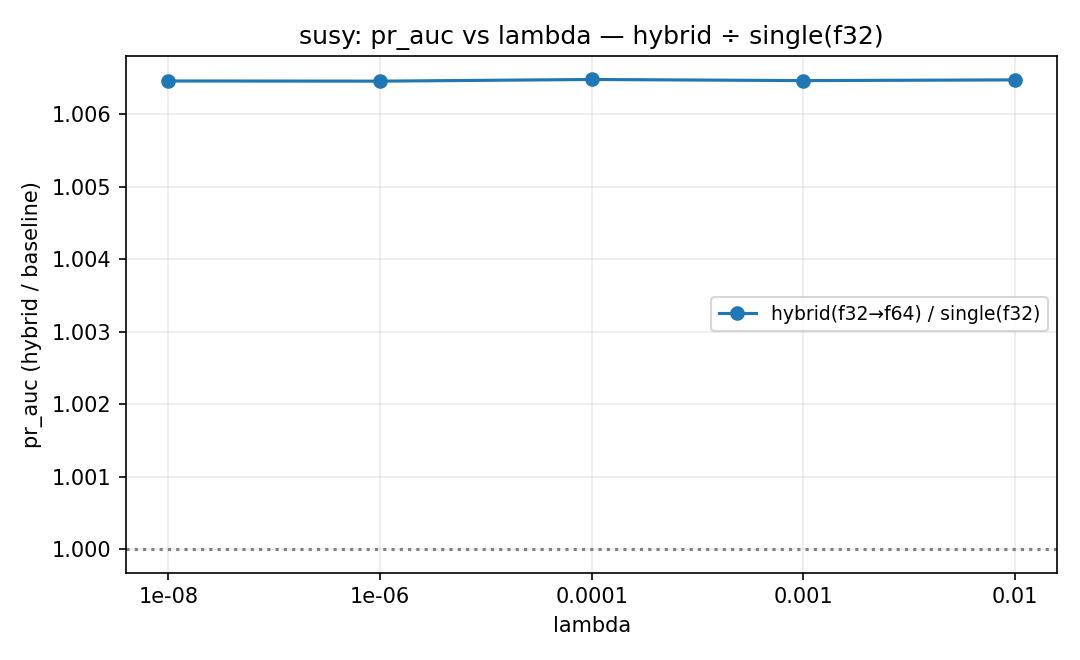 susy: pr_auc vs lambda — hybrid ÷ single(f32)
pr_auc (hybrid / baseline)
1.006
1.005
1.004
1.003
1.002
1.001
1.000
hybrid(f32→f64) / single(f32)
1e-08
1e-06
0.0001
0.001
0.01
lambda